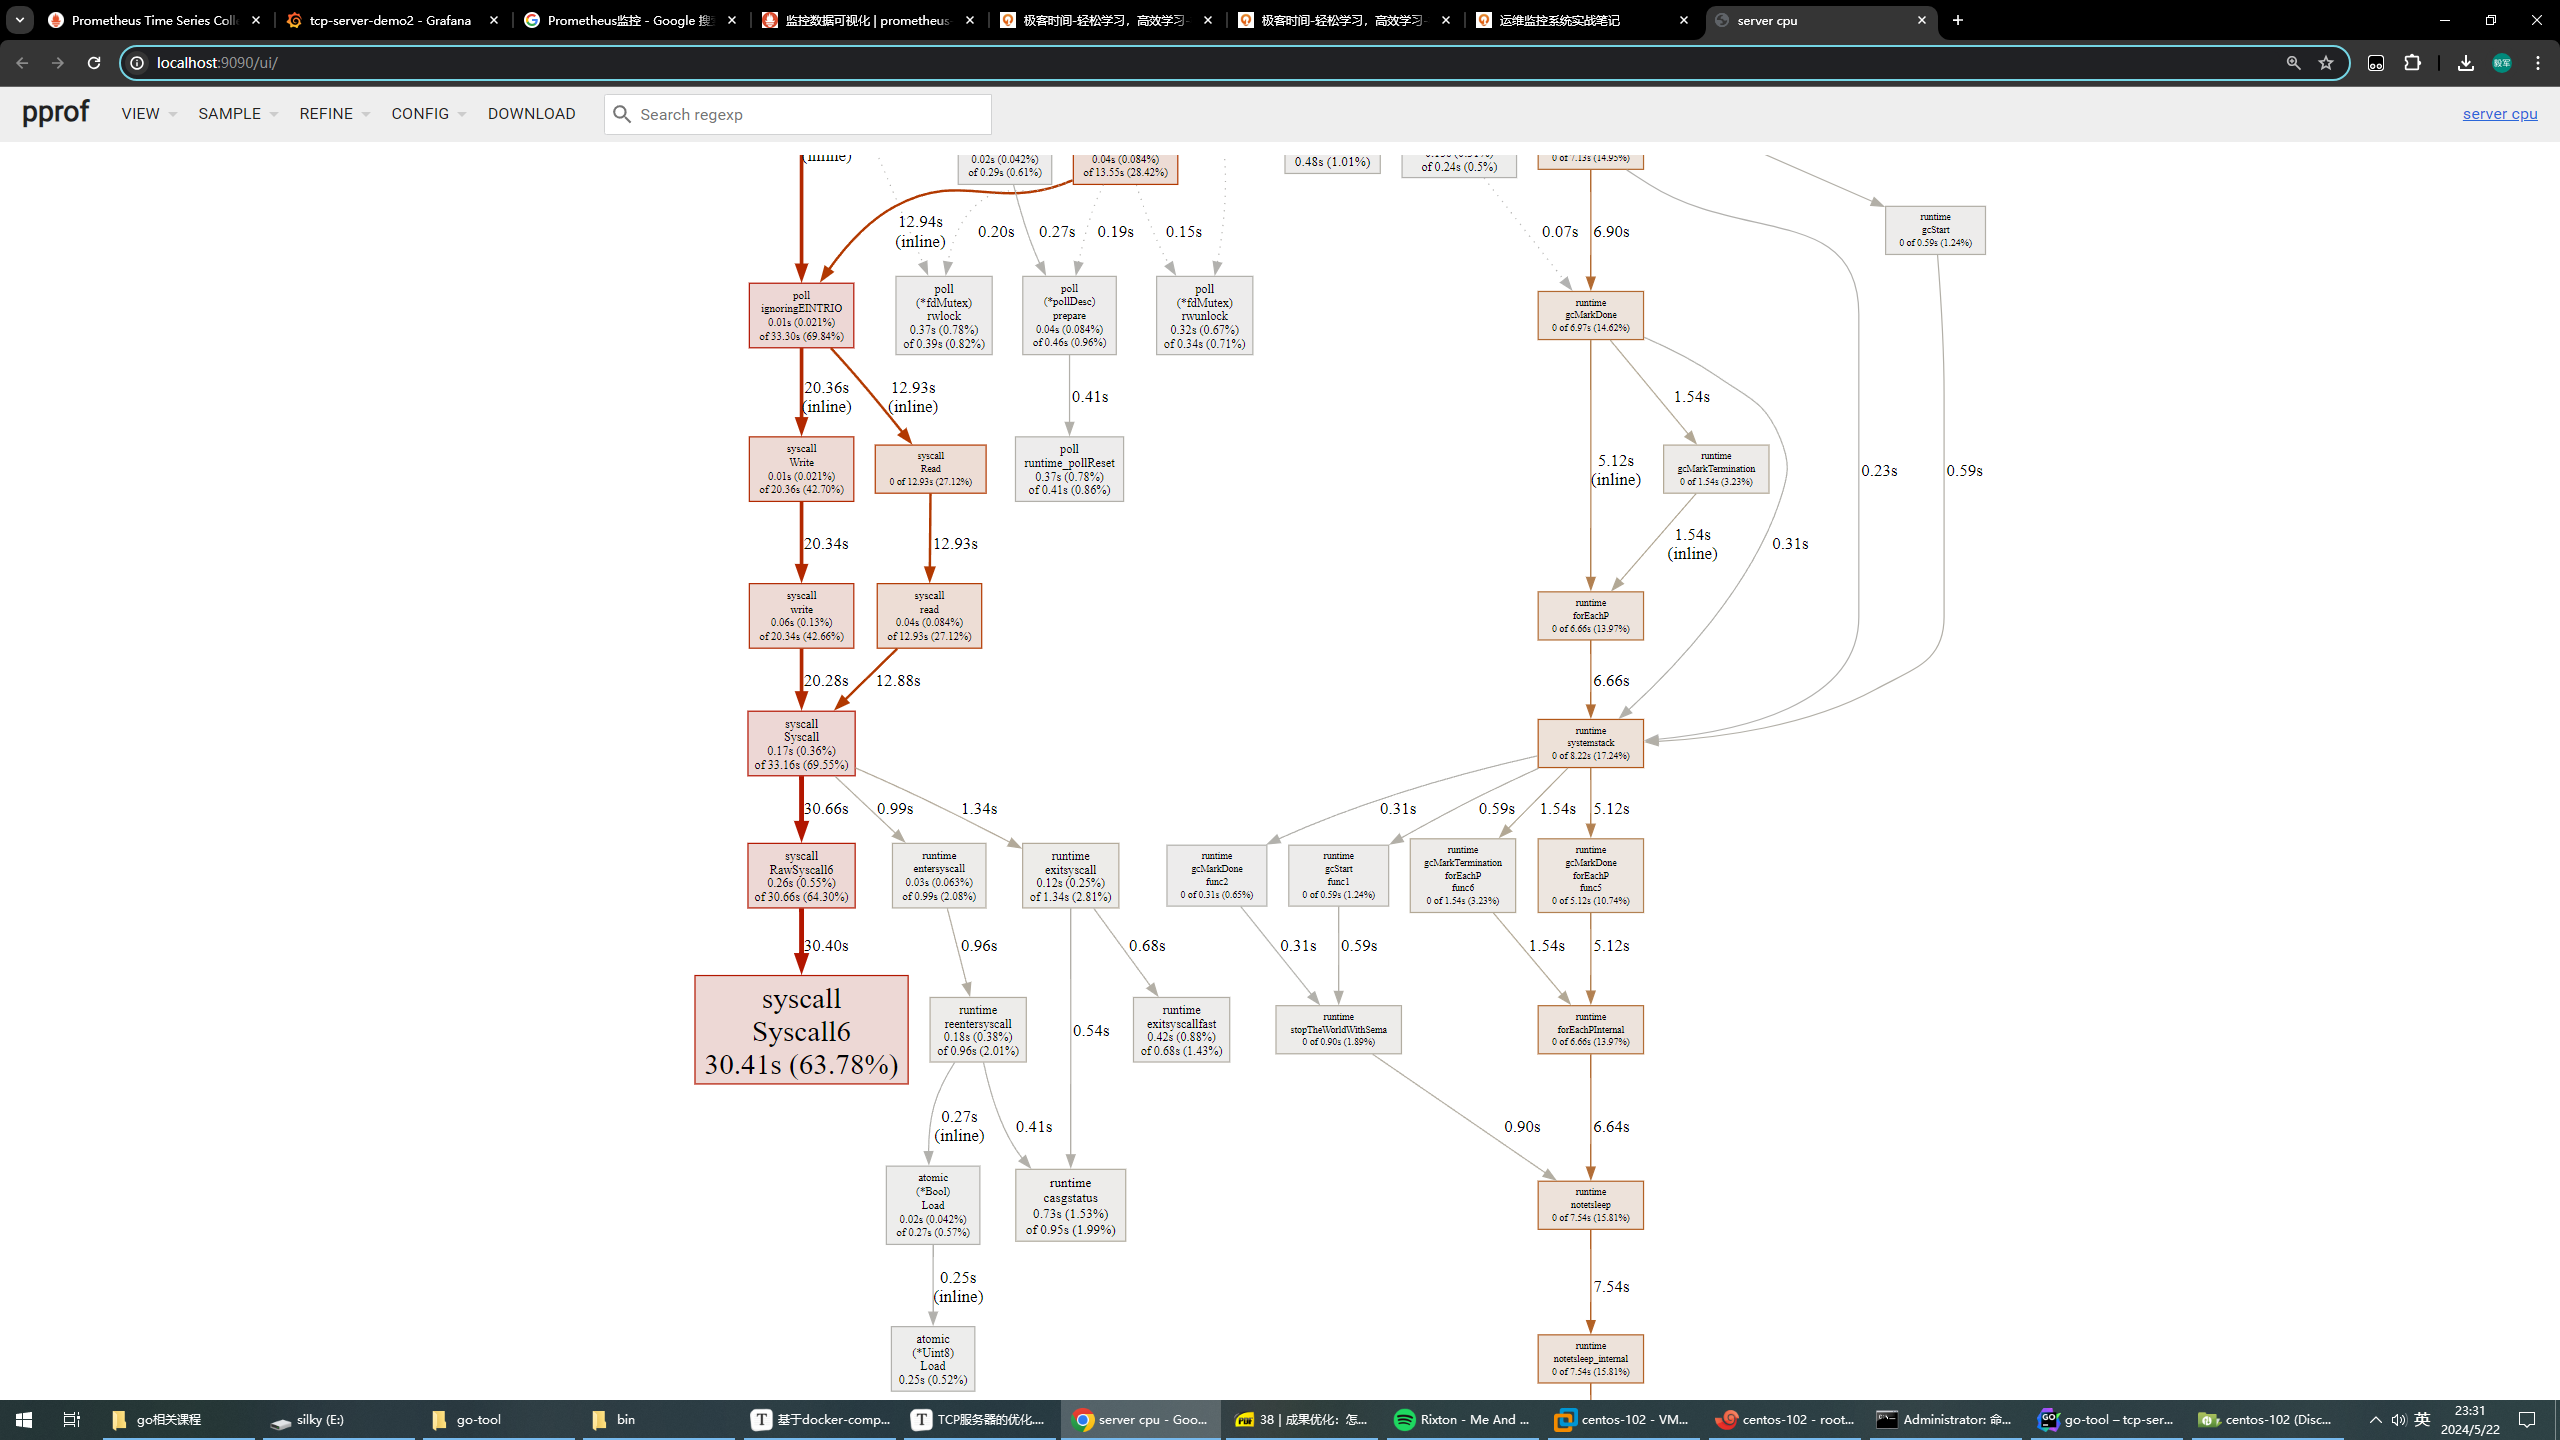 Prometheus Time Series Colle
tcp-server-demo2 - Grafana
Prometheus监控 - Google 搜
监控数据可视化 | prometheus-
极客时间-轻松学习，高效学习-
极客时间-轻松学习，高效学习-
运维监控系统实战笔记
server cpu
localhost:9090/ui/
pprof
VIEW
SAMPLE
REFINE
CONFIG
DOWNLOAD
Search regexp
server cpu
(inline)
0.02s (0.042%)
of 0.29s (0.61%)
0.04s (0.084%)
of 13.55s (28.42%)
0.48s (1.01%)
of 0.24s (0.5%)
0 of 7.13s (14.95%)
runtime
gcStart
0 of 0.59s (1.24%)
12.94s
(inline)
0.20s
0.27s
0.19s
0.15s
0.07s
6.90s
poll
ignoringEINTRIO
0.01s (0.021%)
of 33.30s (69.84%)
poll
(*fdMutex)
rwlock
0.37s (0.78%)
of 0.39s (0.82%)
poll
(*pollDesc)
prepare
0.04s (0.084%)
of 0.46s (0.96%)
poll
(*fdMutex)
rwunlock
0.32s (0.67%)
of 0.34s (0.71%)
runtime
gcMarkDone
0 of 6.97s (14.62%)
20.36s
(inline)
12.93s
(inline)
0.41s
1.54s
syscall
Write
0.01s (0.021%)
of 20.36s (42.70%)
syscall
Read
0 of 12.93s (27.12%)
poll
runtime_pollReset
0.37s (0.78%)
of 0.41s (0.86%)
5.12s
(inline)
runtime
gcMarkTermination
0 of 1.54s (3.23%)
0.23s
0.59s
20.34s
12.93s
1.54s
(inline)
0.31s
syscall
write
0.06s (0.13%)
of 20.34s (42.66%)
syscall
read
0.04s (0.084%)
of 12.93s (27.12%)
runtime
forEachP
0 of 6.66s (13.97%)
20.28s
12.88s
6.66s
syscall
Syscall
0.17s (0.36%)
of 33.16s (69.55%)
runtime
systemstack
0 of 8.22s (17.24%)
30.66s
0.99s
1.34s
0.31s
0.59s
1.54s
5.12s
syscall
RawSyscall6
0.26s (0.55%)
of 30.66s (64.30%)
runtime
entersyscall
0.03s (0.063%)
of 0.99s (2.08%)
runtime
exitsyscall
0.12s (0.25%)
of 1.34s (2.81%)
runtime
gcMarkDone
func2
0 of 0.31s (0.65%)
runtime
gcStart
func1
0 of 0.59s (1.24%)
runtime
gcMarkTermination
forEachP
func6
0 of 1.54s (3.23%)
runtime
gcMarkDone
forEachP
func5
0 of 5.12s (10.74%)
30.40s
0.96s
0.68s
0.31s
0.59s
1.54s
5.12s
syscall
Syscall6
30.41s (63.78%)
runtime
reentersyscall
0.18s (0.38%)
of 0.96s (2.01%)
0.54s
runtime
exitsyscallfast
0.42s (0.88%)
of 0.68s (1.43%)
runtime
stopTheWorldWithSema
0 of 0.90s (1.89%)
runtime
forEachPInternal
0 of 6.66s (13.97%)
0.27s
(inline)
0.41s
0.90s
6.64s
atomic
(*Bool)
Load
0.02s (0.042%)
of 0.27s (0.57%)
runtime
casgstatus
0.73s (1.53%)
of 0.95s (1.99%)
runtime
notetsleep
0 of 7.54s (15.81%)
0.25s
(inline)
7.54s
atomic
(*Uint8)
Load
0.25s (0.52%)
runtime
notetsleep_internal
0 of 7.54s (15.81%)
go相关课程
silky (E:)
go-tool
bin
基于docker-comp...
TCP服务器的优化....
server cpu - Goo...
38 | 成果优化：怎...
Rixton - Me And ...
centos-102 - VM...
centos-102 - root...
Administrator: 命...
go-tool – tcp-ser...
centos-102 (Disc...
英
23:31
2024/5/22